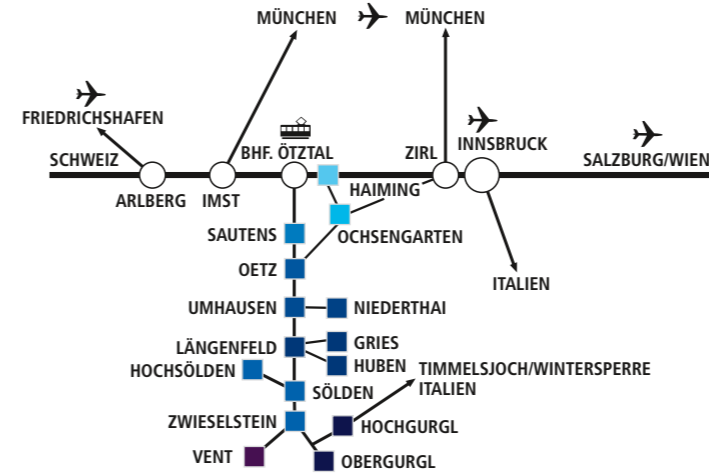 MÜNCHEN
MÜNCHEN
FRIEDRICHSHAFEN
SCHWEIZ
BHF. ÖTZTAL
ZIRL
INNSBRUCK
SALZBURG/WIEN
ARLBERG
IMST
HAIMING
SAUTENS
OCHSENGARTEN
OETZ
ITALIEN
UMHAUSEN
NIEDERTHAI
LÄNGENFELD
GRIES
HOCHSÖLDEN
HUBEN
TIMMELSJOCH/WINTERSPERRE
ITALIEN
SÖLDEN
ZWIESELSTEIN
HOCHGURGL
VENT
OBERGURGL